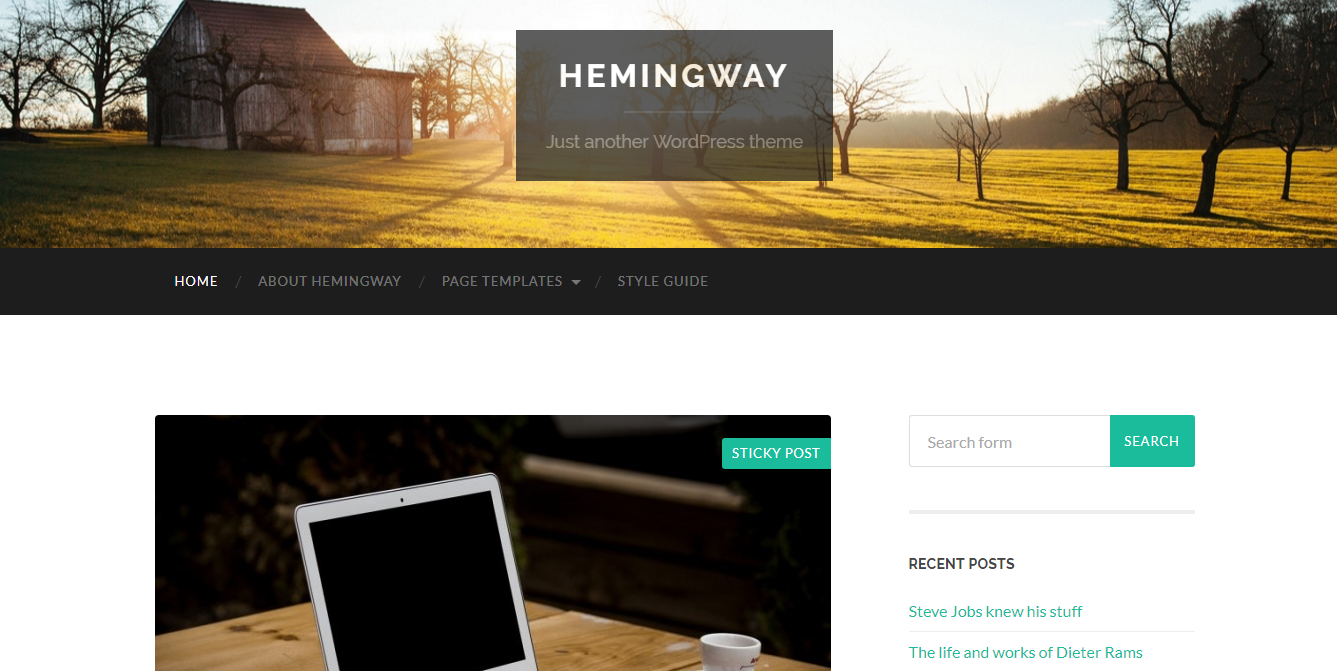 HEMINGWAY
Just another WordPress theme
HOME / ABOUT HEMINGWAY / PAGE TEMPLATES / STYLE GUIDE
STICKY POST
Search form SEARCH
RECENT POSTS
Steve Jobs knew his stuff
The life and works of Dieter Rams